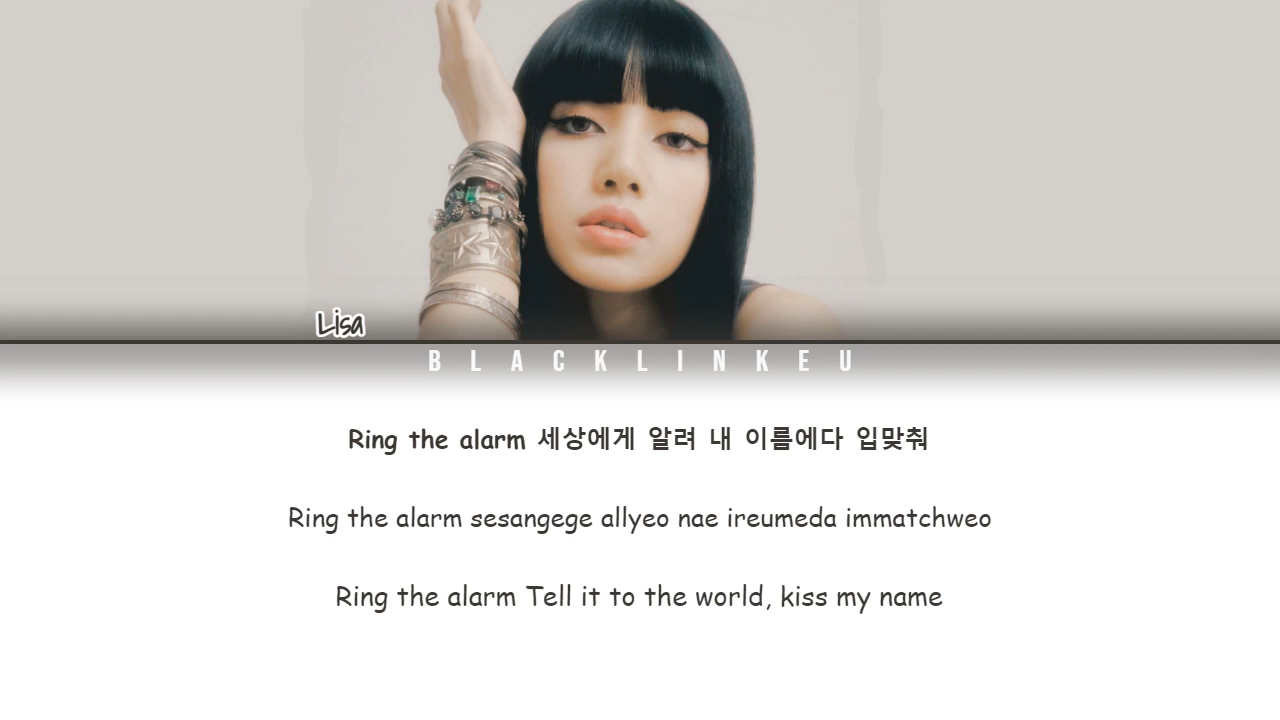 Lisa
BLACKLINKEU
Ring the alarm 세상에게 알려 내 이름에다 입맞춰
Ring the alarm sesangege allyeo nae ireumeda immatchweo
Ring the alarm Tell it to the world, kiss my name